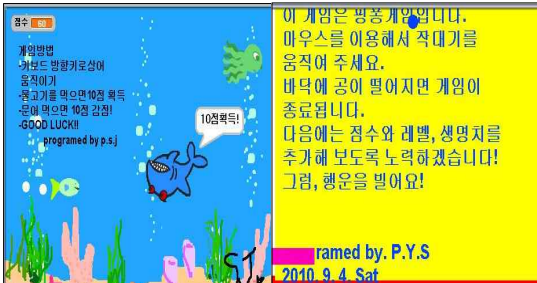 점수 60
게임방법
-키보드 방향키로상어
움직이기
-물고기를 먹으면10점 획득
-문어 먹으면 10점 감점!
-GOOD LUCK!!
programed by p.s.j
10점획득!
이 게임은 핑퐁게임입니다.
마우스를 이용해서 작대기를
움직여 주세요.
바닥에 공이 떨어지면 게임이
종료됩니다.
다음에는 점수와 레벨, 생명치를
추가해 보도록 노력하겠습니다!
그럼, 행운을 빌어요!
ramed by. P.Y.S
2010. 9. 4. Sat